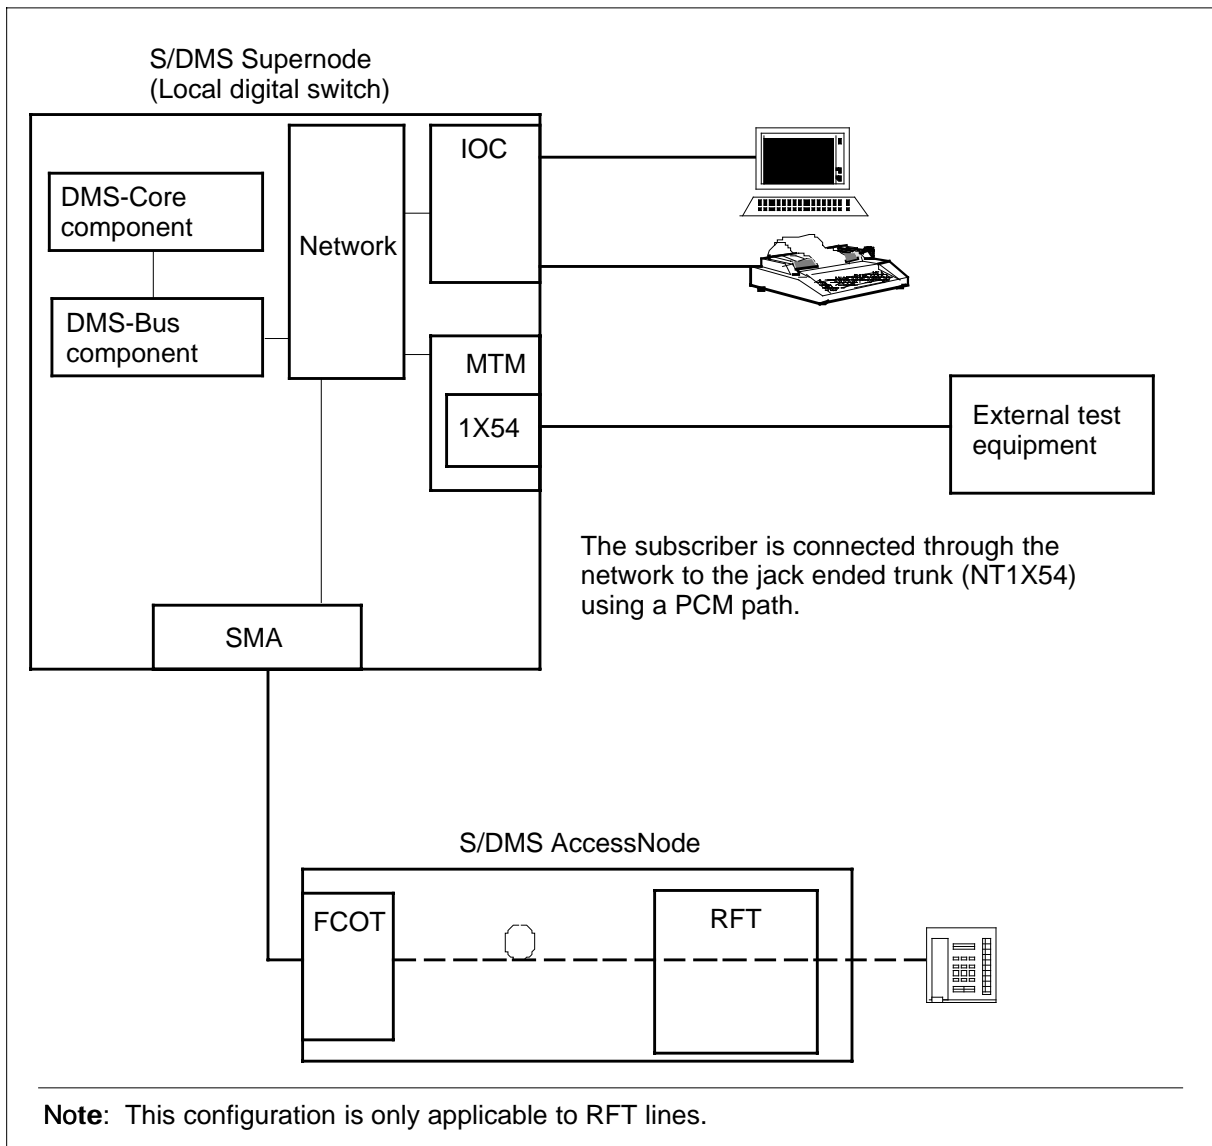 S/DMS Supernode
(Local digital switch)
IOC
DMS-Core
component
Network
DMS-Bus
component
MTM
1X54
External test
equipment
The subscriber is connected through the
network to the jack ended trunk (NT1X54)
using a PCM path.
SMA
S/DMS AccessNode
FCOT
RFT
Note: This configuration is only applicable to RFT lines.